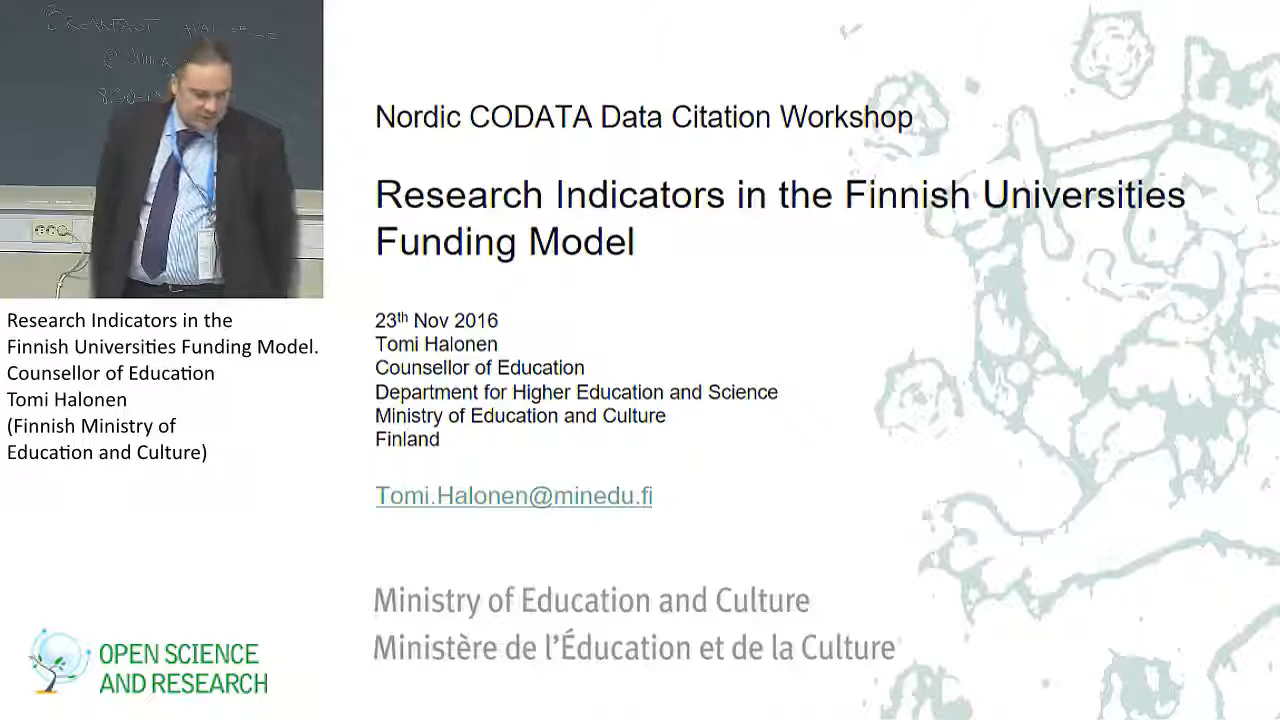 Nordic CODATA Data Citation Workshop
Research Indicators in the Finnish Universities
Funding Model
23th Nov 2016
Tomi Halonen
Counsellor of Education
Department for Higher Education and Science
Ministry of Education and Culture
Finland
Tomi.Halonen@minedu.fi
Ministry of Education and Culture
Ministère de l'Éducation et de la Culture
Research Indicators in the
Finnish Universities Funding Model.
Counsellor of Education
Tomi Halonen
(Finnish Ministry of
Education and Culture)
OPEN SCIENCE
AND RESEARCH